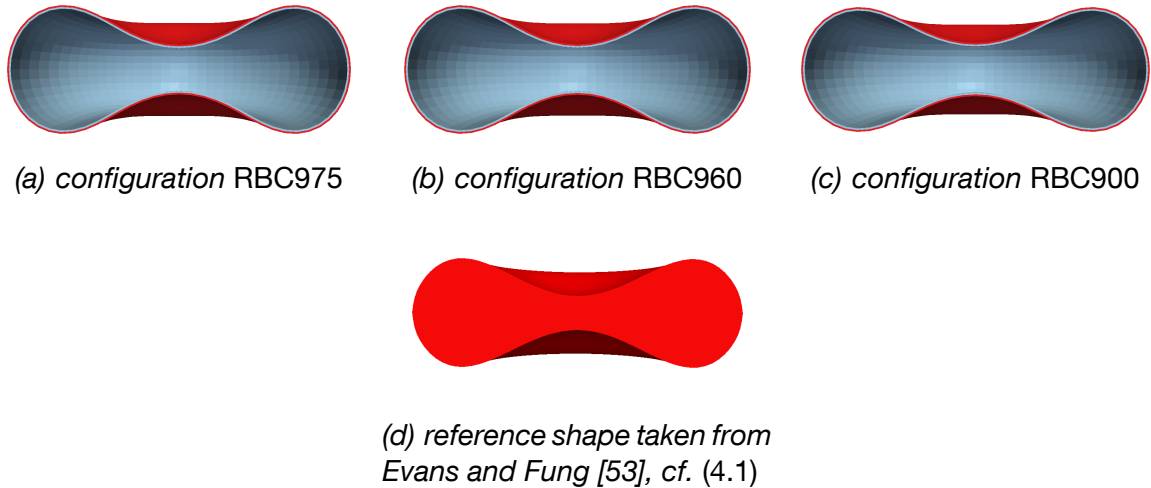 (a) configuration RBC975
(b) configuration RBC960
(c) configuration RBC900
(d) reference shape taken from
Evans and Fung [53], cf. (4.1)